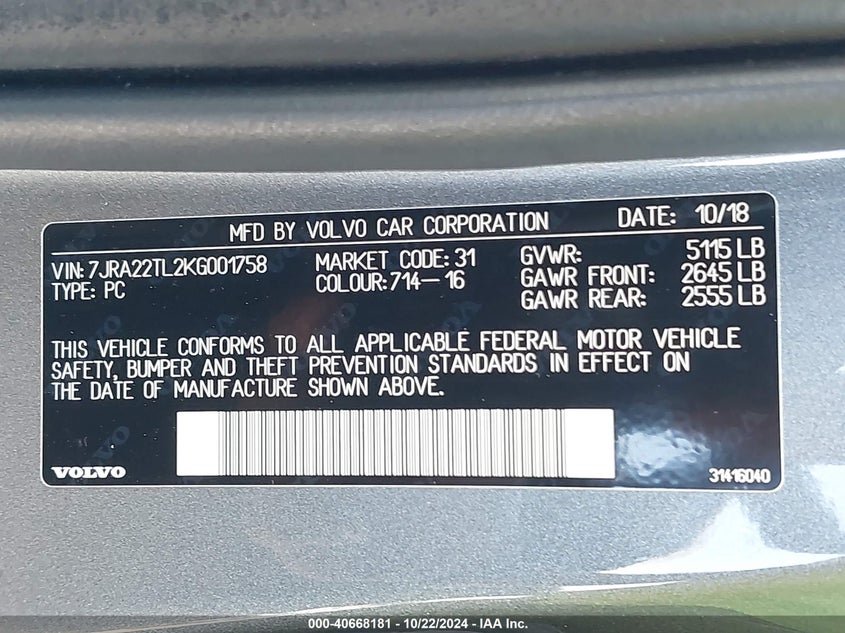 MFD BY VOLVO CAR CORPORATION DATE: 10/18
VIN: 7JRA22TL2KG001758 MARKET CODE: 31 GVWR: 5115 LB
TYPE: PC COLOUR: 714-16 GAWR FRONT: 2645 LB
GAWR REAR: 2555 LB
THIS VEHICLE CONFORMS TO ALL APPLICABLE FEDERAL MOTOR VEHICLE
SAFETY, BUMPER AND THEFT PREVENTION STANDARDS IN EFFECT ON
THE DATE OF MANUFACTURE SHOWN ABOVE.
VOLVO
31416040
000-40668181 - 10/22/2024 - IAA Inc.